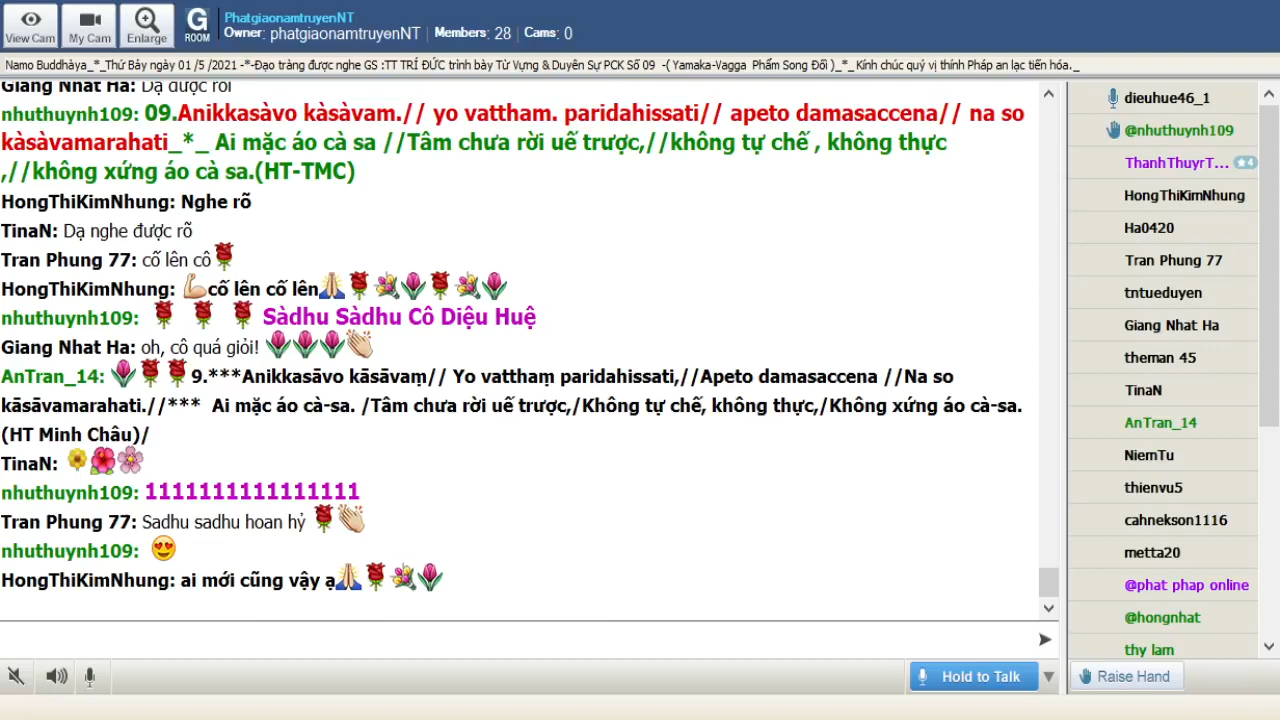 View Cam
My Cam
Enlarge
G
ROOM
PhatgiaonamtruyenNT
Owner: phatgiaonamtruyenNT | Members: 28 | Cams: 0
Namo Buddhàya_*_Thứ Bảy ngày 01 /5 /2021 -*-Đạo tràng được nghe GS :TT TRÍ ĐỨC trình bày Từ Vựng & Duyên Sự PCK Số 09 -( Yamaka-Vagga Phẩm Song Đối )_*_ Kính chúc quý vị thính Pháp an lạc tiến hóa._
Giang Nhat Ha: Dạ được rồi
nhuthuynh109: 09.Anikkasàvo kàsàvam.// yo vattham. paridahissati// apeto damasaccena// na so
kàsàvamarahati_*_ Ai mặc áo cà sa //Tâm chưa rời uế trược,//không tự chế , không thực
,//không xứng áo cà sa.(HT-TMC)
HongThiKimNhung: Nghe rõ
TinaN: Dạ nghe được rõ
Tran Phung 77: cố lên cô
HongThiKimNhung: cố lên cố lên
nhuthuynh109: Sàdhu Sàdhu Cô Diệu Huệ
Giang Nhat Ha: oh, cô quá giỏi!
AnTran_14: 9.***Anikkasāvo kāsāvaṃ// Yo vatthaṃ paridahissati,//Apeto damasaccena //Na so
kāsāvamarahati.//*** Ai mặc áo cà-sa. /Tâm chưa rời uế trược,/Không tự chế, không thực,/Không xứng áo cà-sa.
(HT Minh Châu)/
TinaN:
nhuthuynh109: 1111111111111111
Tran Phung 77: Sadhu sadhu hoan hỷ
nhuthuynh109:
HongThiKimNhung: ai mới cũng vậy ạ
Hold to Talk
dieuhue46_1
@nhuthuynh109
ThanhThuyrT... ★4
HongThiKimNhung
Ha0420
Tran Phung 77
tntueduyen
Giang Nhat Ha
theman 45
TinaN
AnTran_14
NiemTu
thienvu5
cahnekson1116
metta20
@phat phap online
@hongnhat
thy lam
Raise Hand